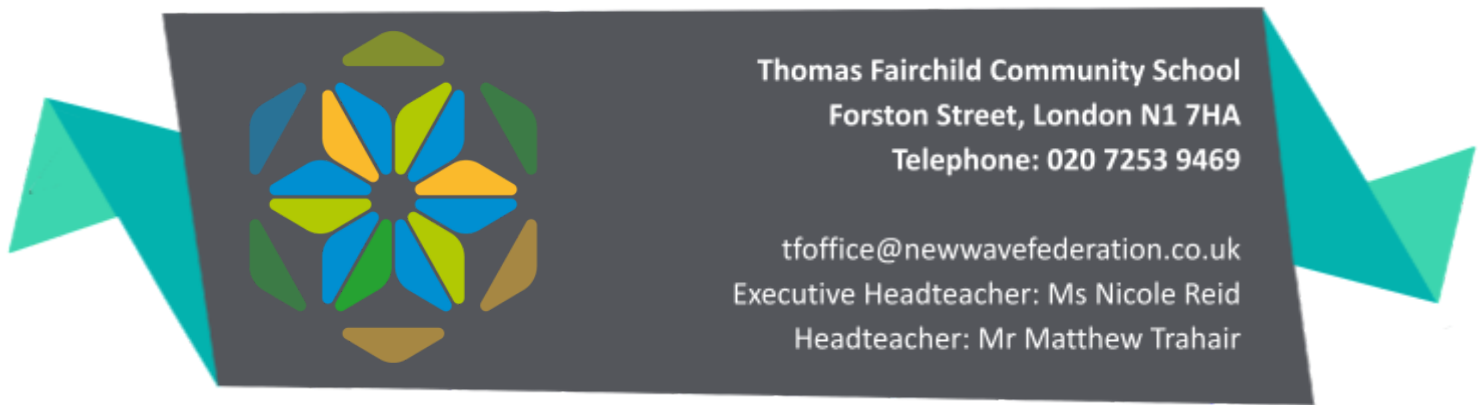 Thomas Fairchild Community School
Forston Street, London N1 7HA
Telephone: 020 7253 9469
tfoffice@newwavefederation.co.uk
Executive Headteacher: Ms Nicole Reid
Headteacher: Mr Matthew Trahair